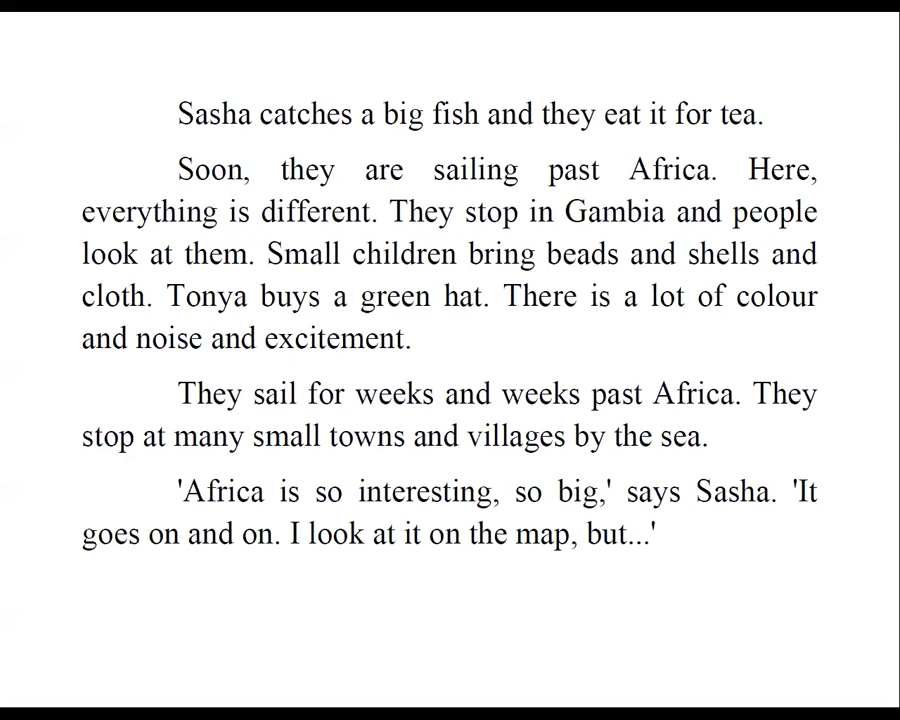 Sasha catches a big fish and they eat it for tea.
Soon, they are sailing past Africa. Here,
everything is different. They stop in Gambia and people
look at them. Small children bring beads and shells and
cloth. Tonya buys a green hat. There is a lot of colour
and noise and excitement.
They sail for weeks and weeks past Africa. They
stop at many small towns and villages by the sea.
'Africa is so interesting, so big,' says Sasha. 'It
goes on and on. I look at it on the map, but...'